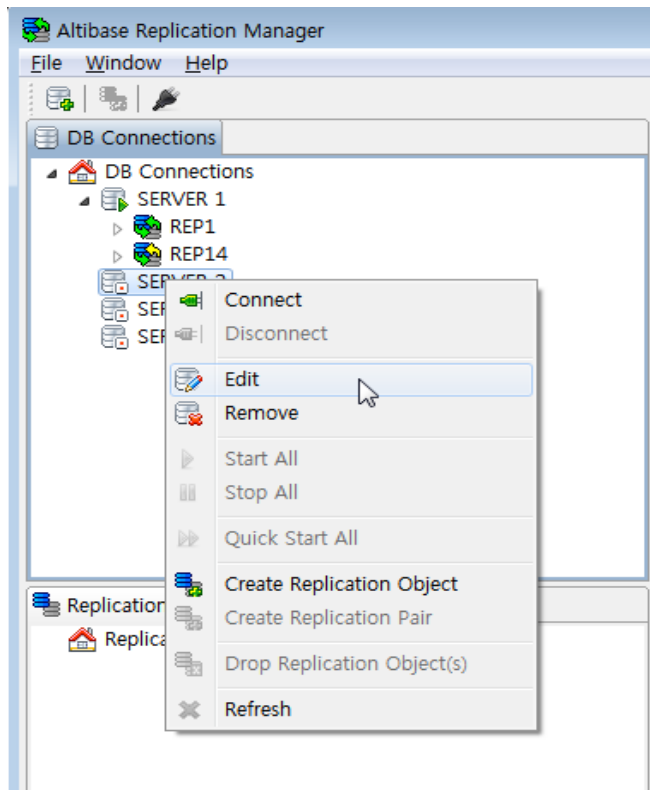 Altibase Replication Manager
File Window Help
DB Connections
DB Connections
SERVER 1
REP1
REP14
Connect
Disconnect
Edit
Remove
Start All
Stop All
Quick Start All
Create Replication Object
Create Replication Pair
Drop Replication Object(s)
Refresh
Replication